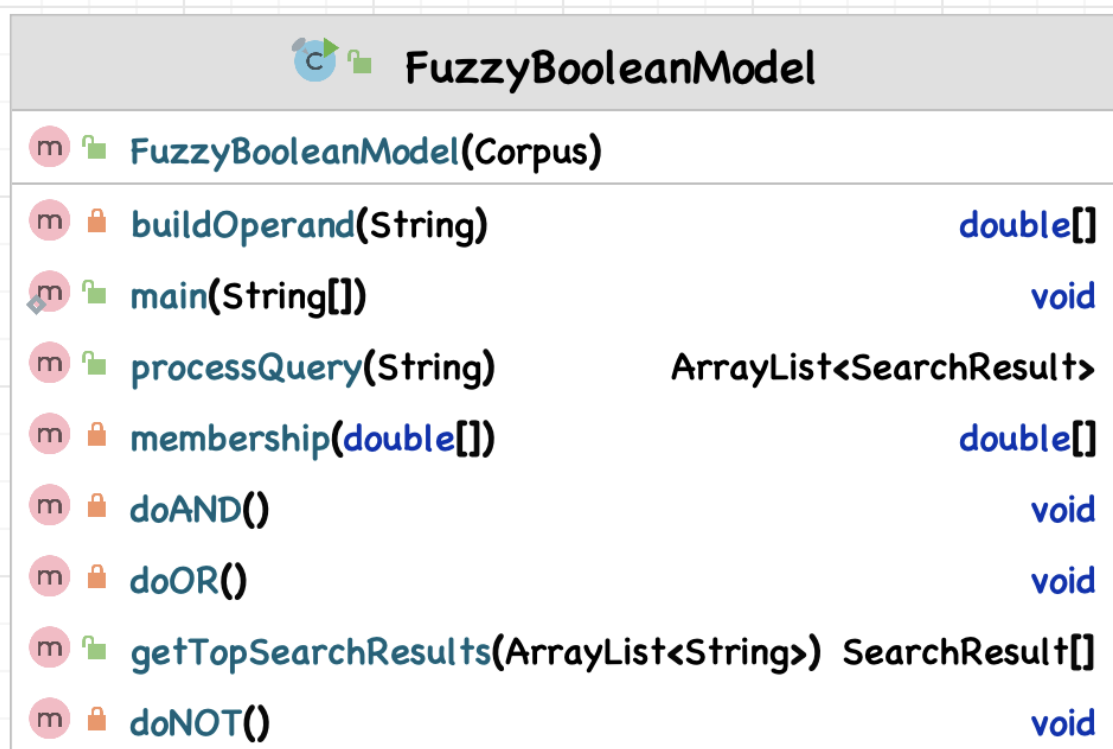 C FuzzyBooleanModel
m FuzzyBooleanModel(Corpus)
m buildOperand(String) double[]
m main(String[]) void
m processQuery(String) ArrayList<SearchResult>
m membership(double[]) double[]
m doAND() void
m doOR() void
m getTopSearchResults(ArrayList<String>) SearchResult[]
m doNOT() void